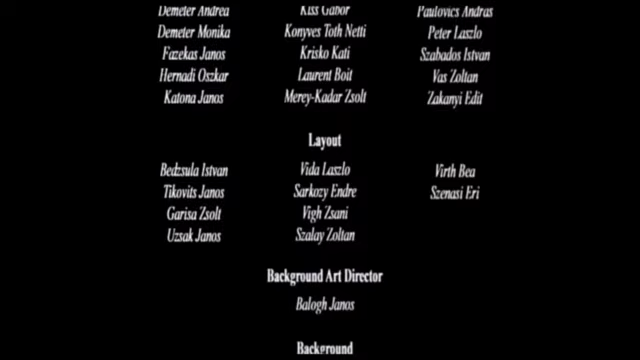 Demeter Andrea Kiss Gabor Paulovics Andras
Demeter Monika Konyves Toth Netti Peter Laszlo
Fazekas Janos Krisko Kati Szabados Istvan
Hernadi Oszkar Laurent Boit Vas Zoltan
Katona Janos Merey-Kadar Zsolt Zakanyi Edit
Layout
Bedzsula Istvan Vida Laszlo Virth Bea
Tikovits Janos Sarkozy Endre Szenasi Eri
Garisa Zsolt Vigh Zsani
Uzsak Janos Szalay Zoltan
Background Art Director
Balogh Janos
Background